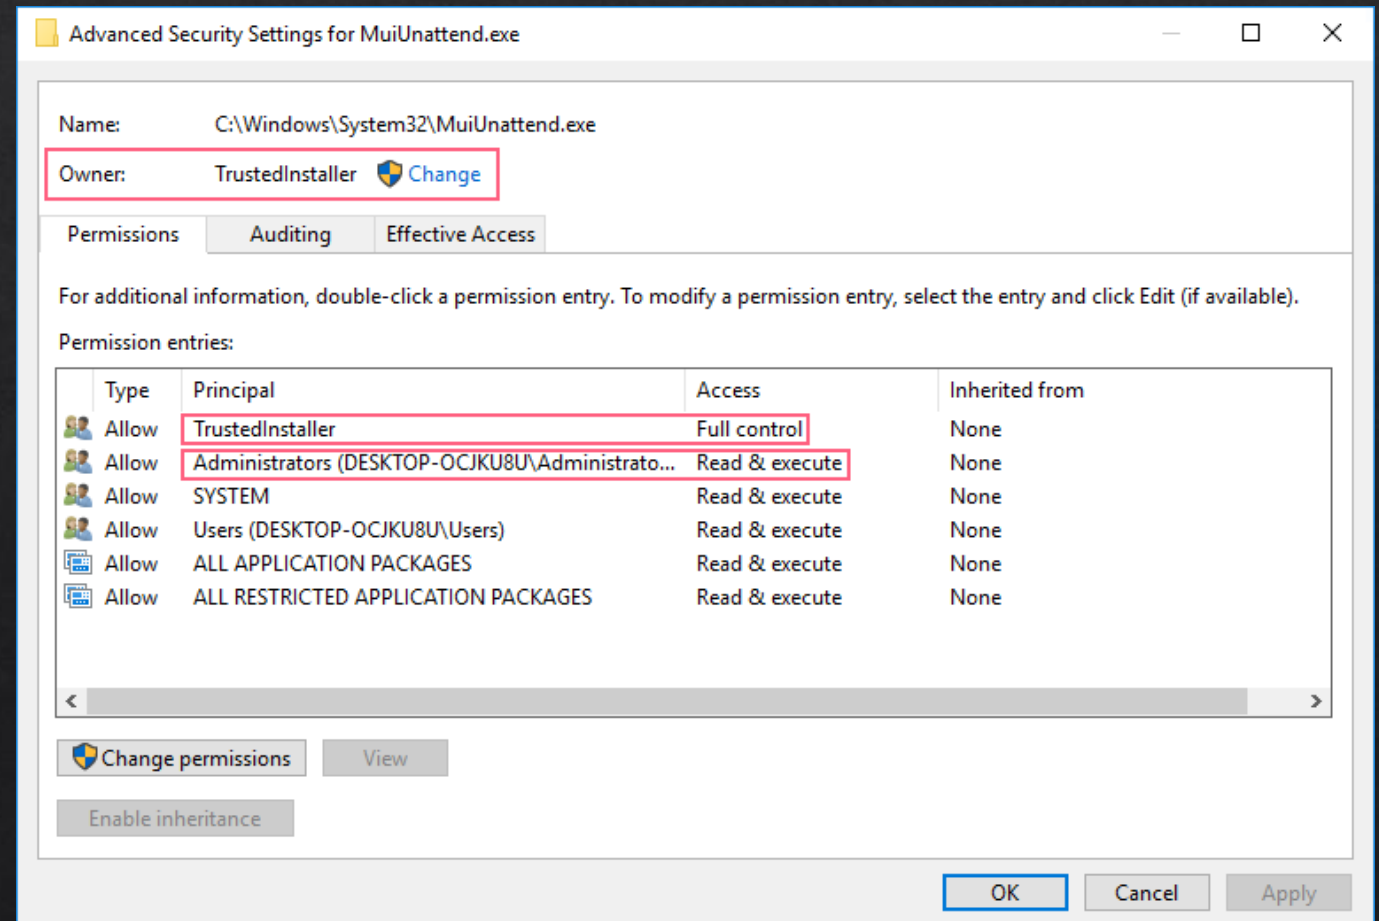 Advanced Security Settings for MuiUnattend.exe
Name: C:\Windows\System32\MuiUnattend.exe
Owner: TrustedInstaller Change
Permissions Auditing Effective Access
For additional information, double-click a permission entry. To modify a permission entry, select the entry and click Edit (if available).
Permission entries:
Type Principal Access Inherited from
Allow TrustedInstaller Full control None
Allow Administrators (DESKTOP-OCJKU8U\Administrato... Read & execute None
Allow SYSTEM Read & execute None
Allow Users (DESKTOP-OCJKU8U\Users) Read & execute None
Allow ALL APPLICATION PACKAGES Read & execute None
Allow ALL RESTRICTED APPLICATION PACKAGES Read & execute None
Change permissions View
Enable inheritance
OK Cancel Apply